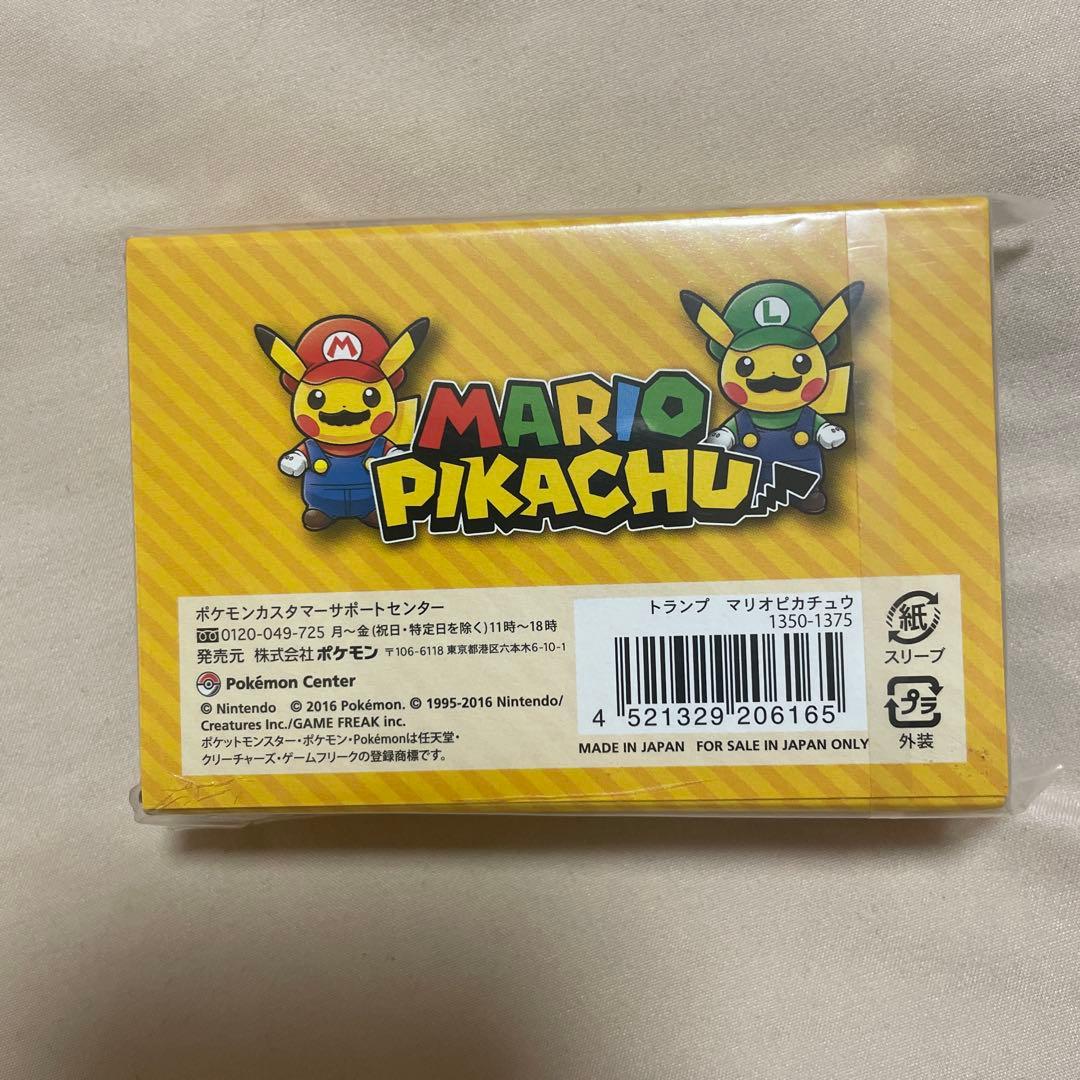 M
L
MARIO
PIKACHU
ポケモンカスタマーサポートセンター
0120-049-725 月～金(祝日・特定日を除く)11時～18時
発売元 株式会社ポケモン 〒106-6118 東京都港区六本木6-10-1
Pokémon Center
© Nintendo © 2016 Pokémon. © 1995-2016 Nintendo/
Creatures Inc./GAME FREAK inc.
ポケットモンスター・ポケモン・Pokémonは任天堂・
クリーチャーズ・ゲームフリークの登録商標です。
トランプ マリオピカチュウ
1350-1375
4 521329 206165
MADE IN JAPAN FOR SALE IN JAPAN ONLY
紙
スリーブ
プラ
外装